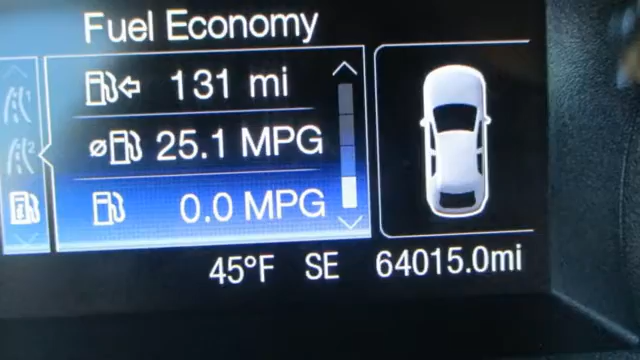 Fuel Economy
131 mi
⌀ 25.1 MPG
0.0 MPG
45°F SE 64015.0mi